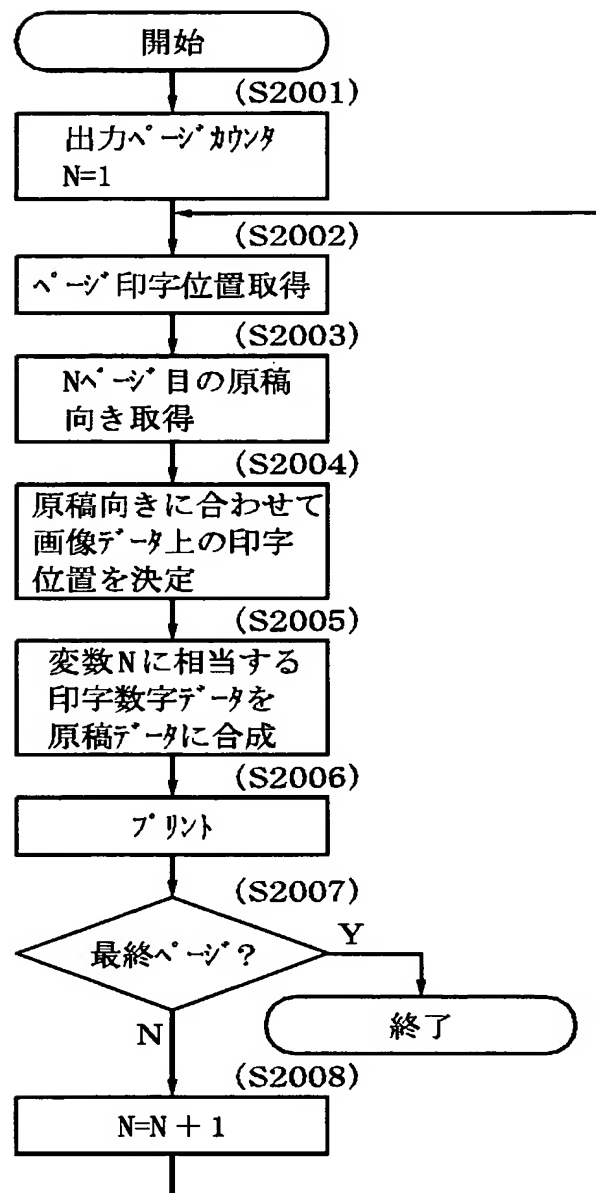 開始
(S2001)
出力ページカウンタ
N=1
(S2002)
ページ印字位置取得
(S2003)
Nページ目の原稿
向き取得
(S2004)
原稿向きに合わせて
画像データ上の印字
位置を決定
(S2005)
変数Nに相当する
印字数字データを
原稿データに合成
(S2006)
プリント
(S2007)
最終ページ?
Y
終了
N
(S2008)
N=N+1